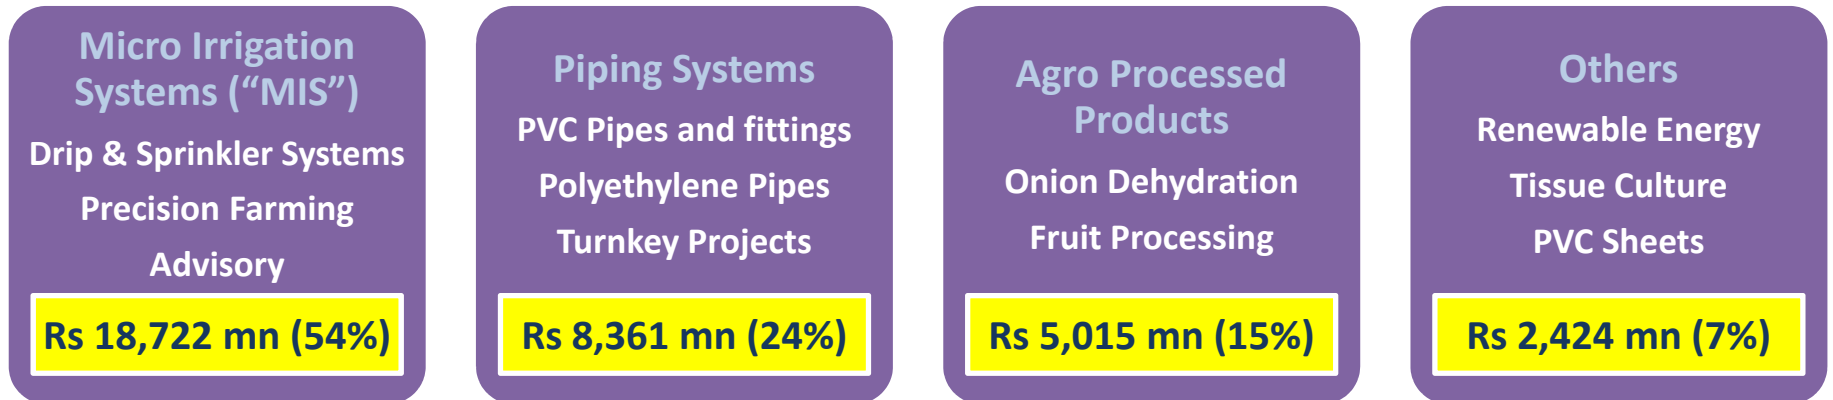 Micro Irrigation
Systems (“MIS”)
Drip & Sprinkler Systems
Precision Farming
Advisory
Rs 18,722 mn (54%)
Piping Systems
PVC Pipes and fittings
Polyethylene Pipes
Turnkey Projects
Rs 8,361 mn (24%)
Agro Processed
Products
Onion Dehydration
Fruit Processing
Rs 5,015 mn (15%)
Others
Renewable Energy
Tissue Culture
PVC Sheets
Rs 2,424 mn (7%)